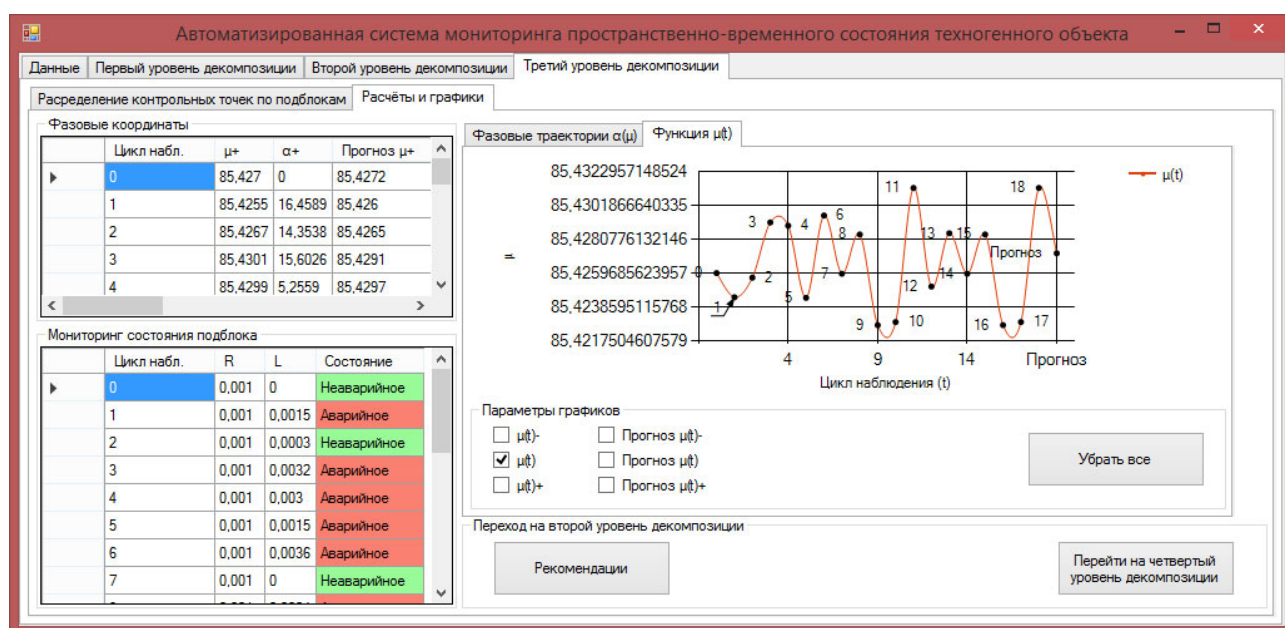 Автоматизированная система мониторинга пространственно-временного состояния техногенного объекта
Данные Первый уровень декомпозиции Второй уровень декомпозиции Третий уровень декомпозиции
Расределение контрольных точек по подблокам Расчёты и графики
Фазовые координаты
Цикл набл. μ+ α+ Прогноз μ+
0 85,427 0 85,4272
1 85,4255 16,4589 85,426
2 85,4267 14,3538 85,4265
3 85,4301 15,6026 85,4291
4 85,4299 5,2559 85,4297
Мониторинг состояния подблока
Цикл набл. R L Состояние
0 0,001 0 Неаварийное
1 0,001 0,0015 Аварийное
2 0,001 0,0003 Неаварийное
3 0,001 0,0032 Аварийное
4 0,001 0,003 Аварийное
5 0,001 0,0015 Аварийное
6 0,001 0,0036 Аварийное
7 0,001 0 Неаварийное
Фазовые траектории α(μ) Функция μ(t)
85,4322957148524
85,4301866640335
85,4280776132146
85,4259685623957
85,4238595115768
85,4217504607579
μ
0 1 2 3 4 5 6 7 8 9 10 11 12 13 14 15 16 17 18 Прогноз
μ(t)
4 9 14 Прогноз
Цикл наблюдения (t)
Параметры графиков
μ(t)- Прогноз μ(t)-
μ(t) Прогноз μ(t)
μ(t)+ Прогноз μ(t)+
Убрать все
Переход на второй уровень декомпозиции
Рекомендации
Перейти на четвертый
уровень декомпозиции